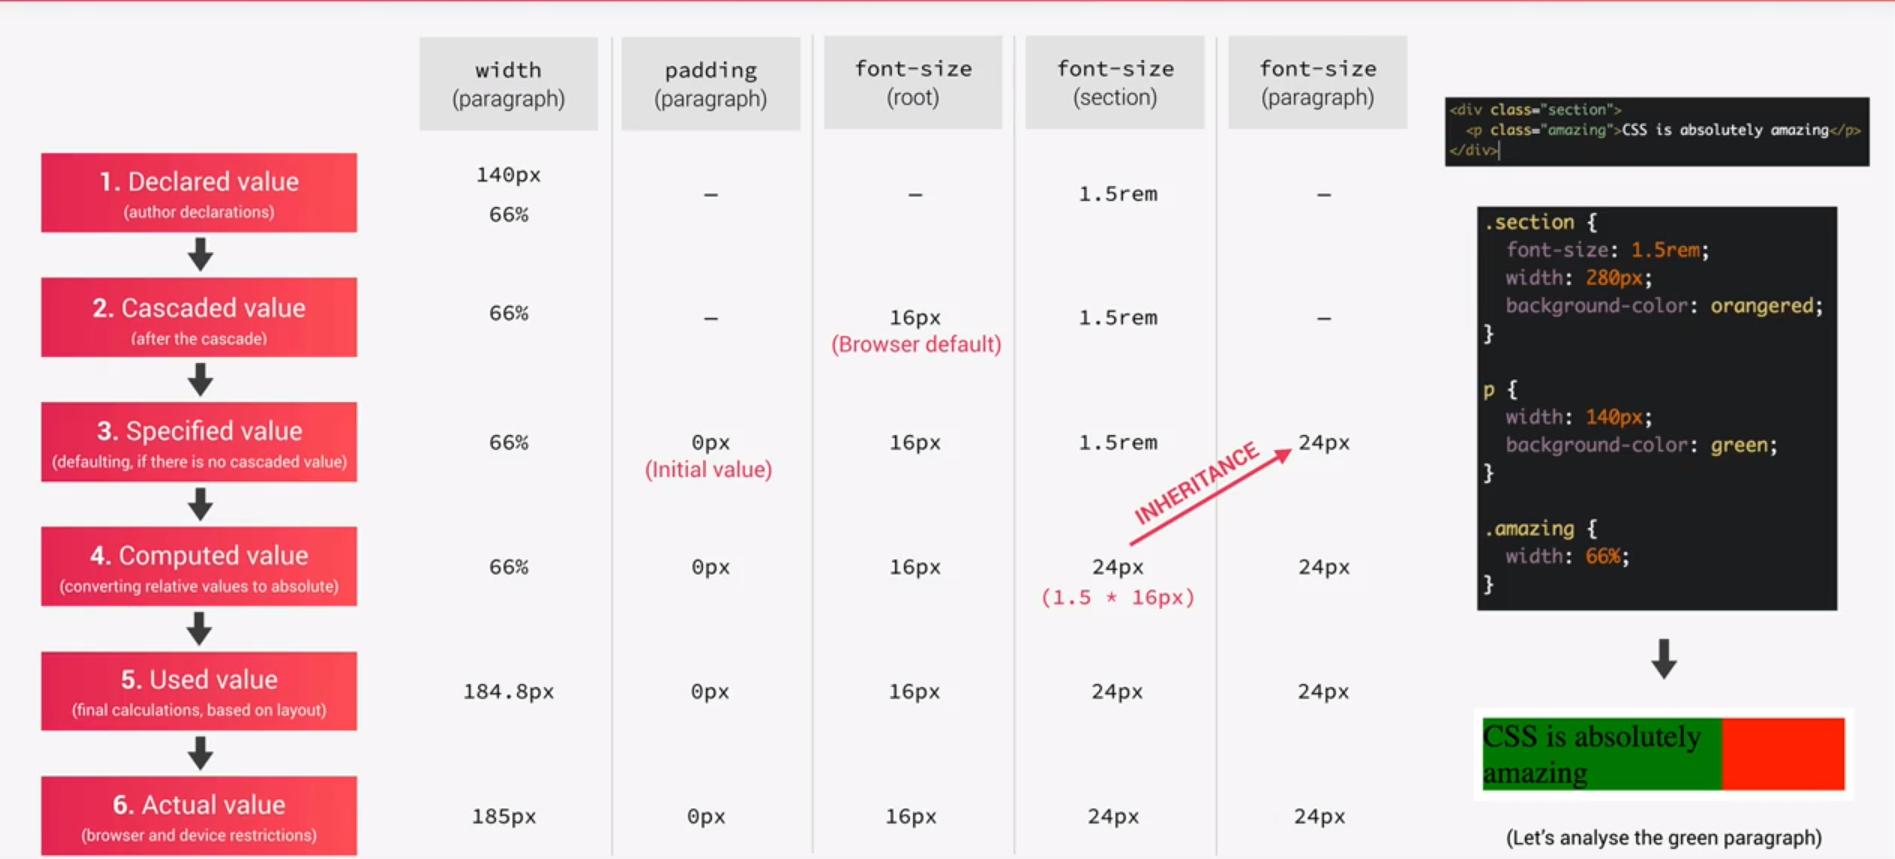 width
(paragraph)
padding
(paragraph)
font-size
(root)
font-size
(section)
font-size
(paragraph)
1. Declared value
(author declarations)
140px
66%
–
–
1.5rem
–
2. Cascaded value
(after the cascade)
66%
–
16px
(Browser default)
1.5rem
–
3. Specified value
(defaulting, if there is no cascaded value)
66%
0px
(Initial value)
16px
1.5rem
INHERITANCE
24px
4. Computed value
(converting relative values to absolute)
66%
0px
16px
24px
(1.5 * 16px)
24px
5. Used value
(final calculations, based on layout)
184.8px
0px
16px
24px
24px
6. Actual value
(browser and device restrictions)
185px
0px
16px
24px
24px
<div class="section">
<p class="amazing">CSS is absolutely amazing</p>
</div>
.section {
font-size: 1.5rem;
width: 280px;
background-color: orangered;
}
p {
width: 140px;
background-color: green;
}
.amazing {
width: 66%;
}
CSS is absolutely
amazing
(Let's analyse the green paragraph)